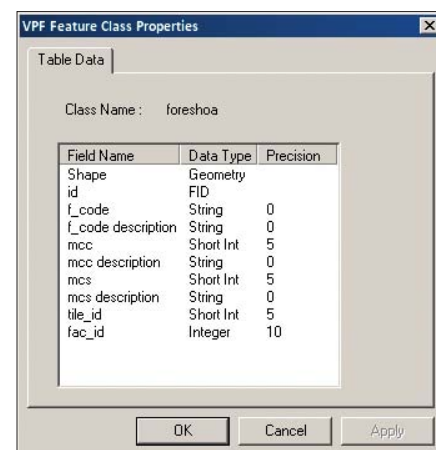 VPF Feature Class Properties
Table Data
Class Name : foreshoa
Field Name Data Type Precision
Shape Geometry
id FID
f_code String 0
f_code description String 0
mcc Short Int 5
mcc description String 0
mcs Short Int 5
mcs description String 0
tile_id Short Int 5
fac_id Integer 10
OK Cancel Apply